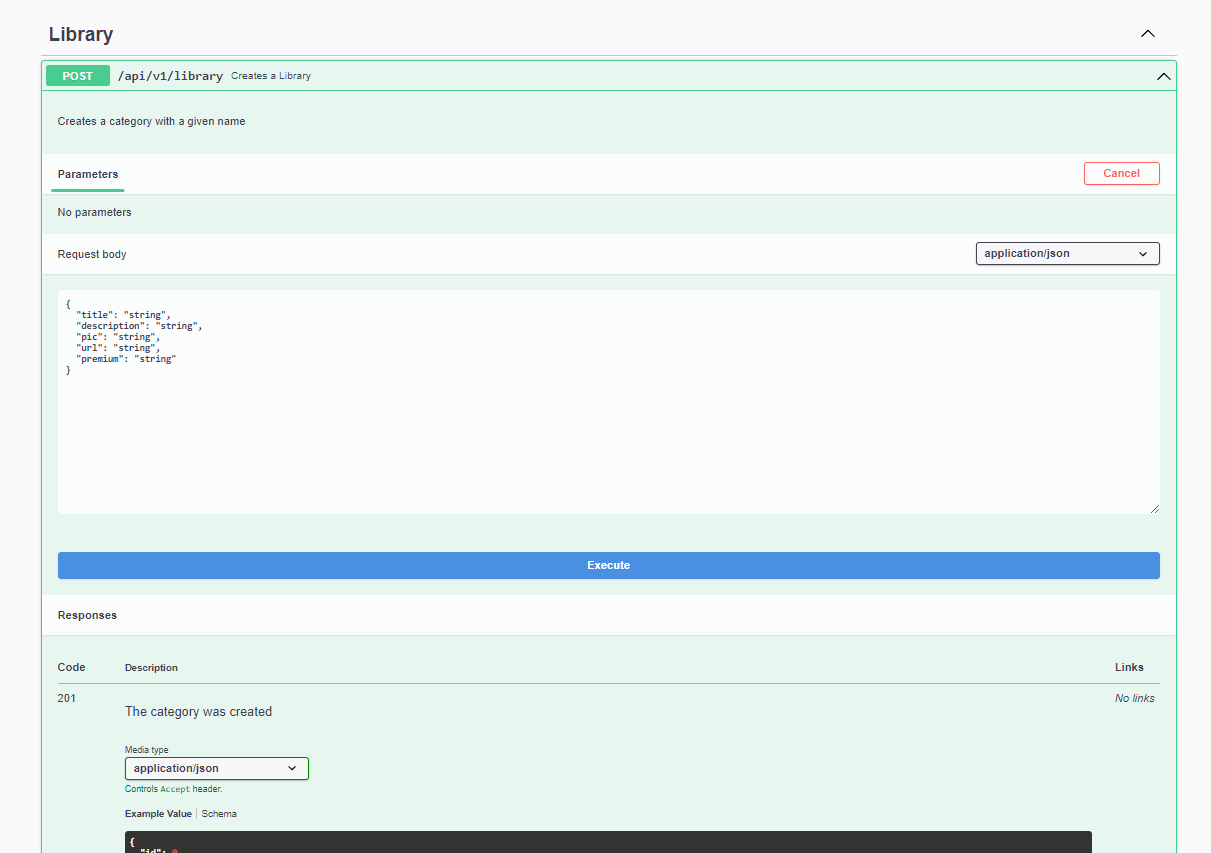 Library
POST /api/v1/library Creates a Library
Creates a category with a given name
Parameters Cancel
No parameters
Request body application/json
{
"title": "string",
"description": "string",
"pic": "string",
"url": "string",
"premium": "string"
}
Execute
Responses
Code Description Links
201 No links
The category was created
Media type
application/json
Controls Accept header.
Example Value Schema
{
"id": 0